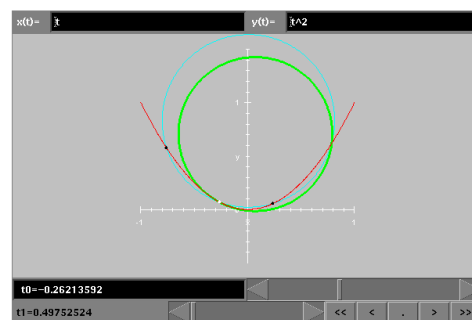 x(t)= t y(t)= t^2
1
y
-1 1
t0=-0.26213592
t1=0.49752524 << < . > >>